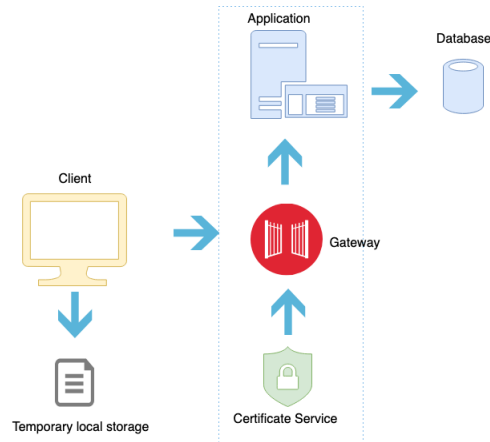 Application
Database
Client
Gateway
Temporary local storage
Certificate Service